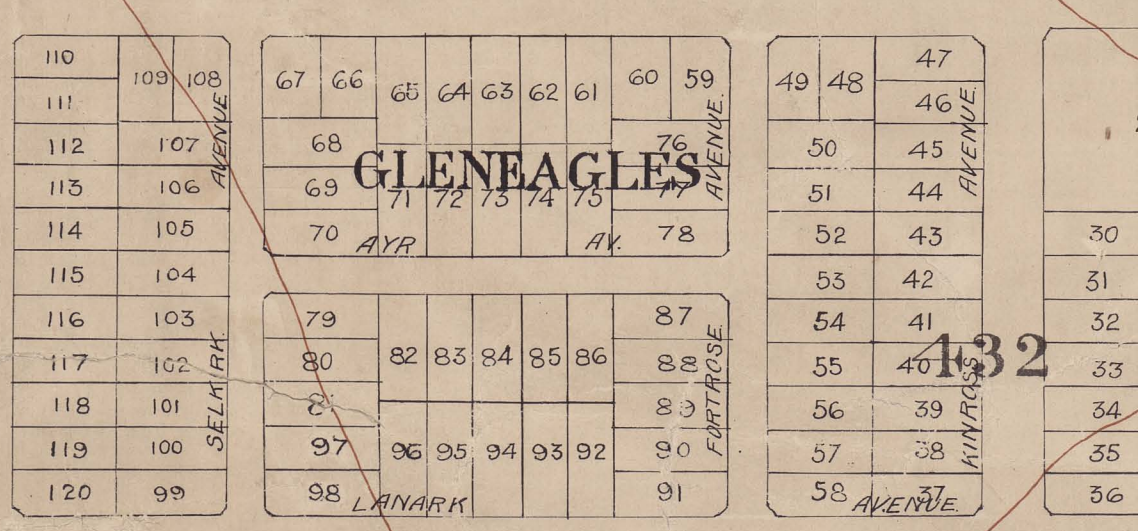 110 109 108 67 66 65 64 63 62 61 60 59 49 48 47
111 46
112 107 68 76 50 45
113 106 69 71 72 73 74 75 77 51 44
GLENEAGLES
114 105 70 78 52 43 30
AYR AV.
115 104 53 42 31
116 103 79 87 54 41 32
432
117 102 80 82 83 84 85 86 88 55 40 33
118 101 89 56 39 34
119 100 97 96 95 94 93 92 90 57 38 35
120 99 98 91 58 37 36
LANARK AVENUE.
SELKIRK. AVENUE
FORTROSE. AVENUE.
KINROSS AVENUE.